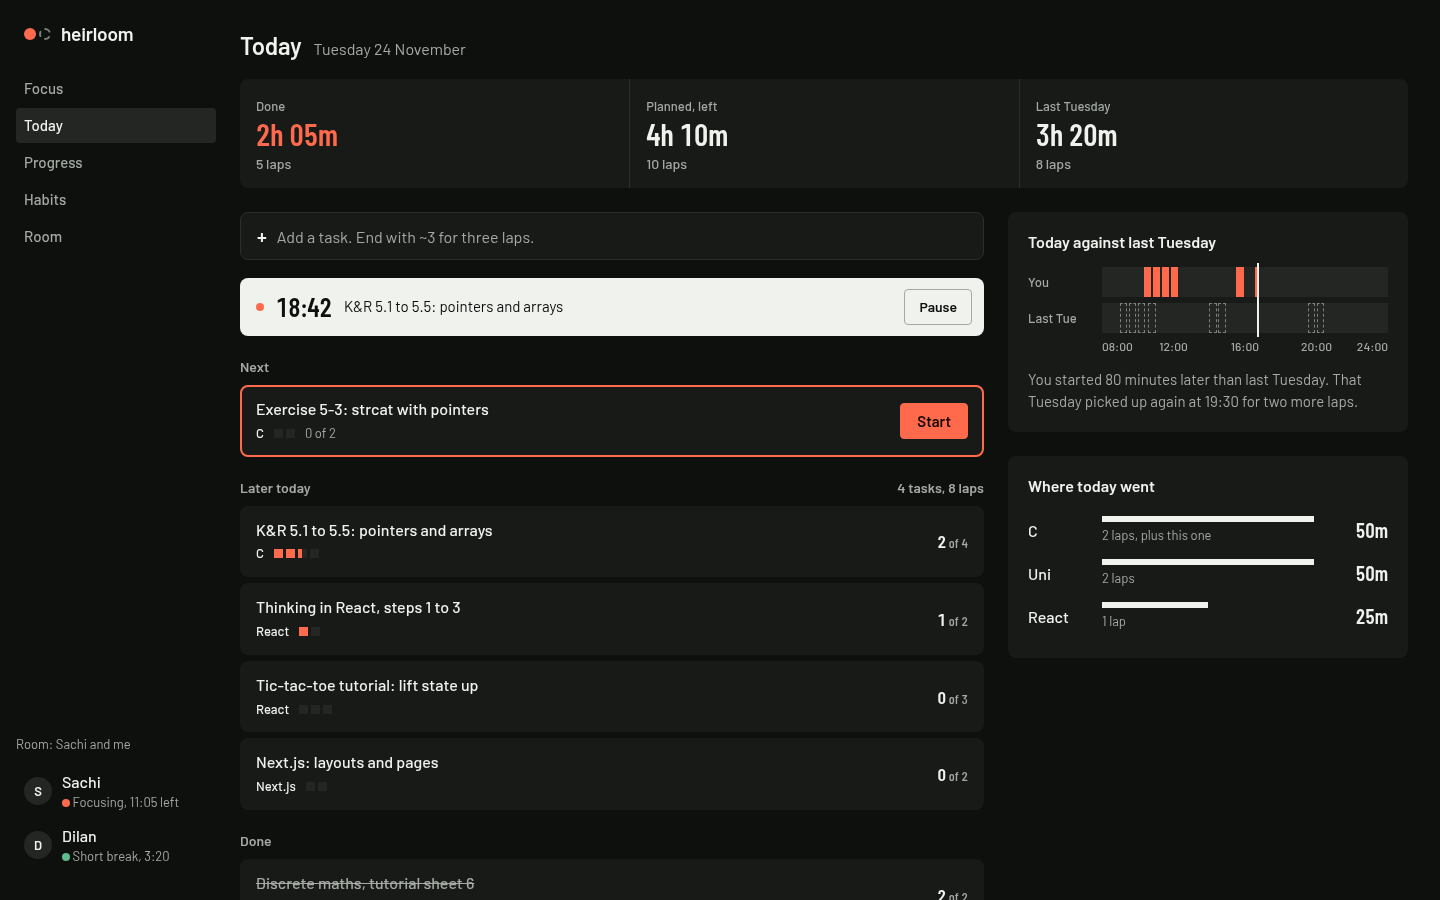 heirloom
Focus
Today
Progress
Habits
Room
Room: Sachi and me
S
Sachi
Focusing, 11:05 left
D
Dilan
Short break, 3:20
Today Tuesday 24 November
Done
2h 05m
5 laps
Planned, left
4h 10m
10 laps
Last Tuesday
3h 20m
8 laps
+ Add a task. End with ~3 for three laps.
18:42 K&R 5.1 to 5.5: pointers and arrays Pause
Next
Exercise 5-3: strcat with pointers
C 0 of 2
Start
Later today 4 tasks, 8 laps
K&R 5.1 to 5.5: pointers and arrays
C
2 of 4
Thinking in React, steps 1 to 3
React
1 of 2
Tic-tac-toe tutorial: lift state up
React
0 of 3
Next.js: layouts and pages
Next.js
0 of 2
Done
Discrete maths, tutorial sheet 6
2 of 2
Today against last Tuesday
You
Last Tue
08:00 12:00 16:00 20:00 24:00
You started 80 minutes later than last Tuesday. That
Tuesday picked up again at 19:30 for two more laps.
Where today went
C
2 laps, plus this one
50m
Uni
2 laps
50m
React
1 lap
25m